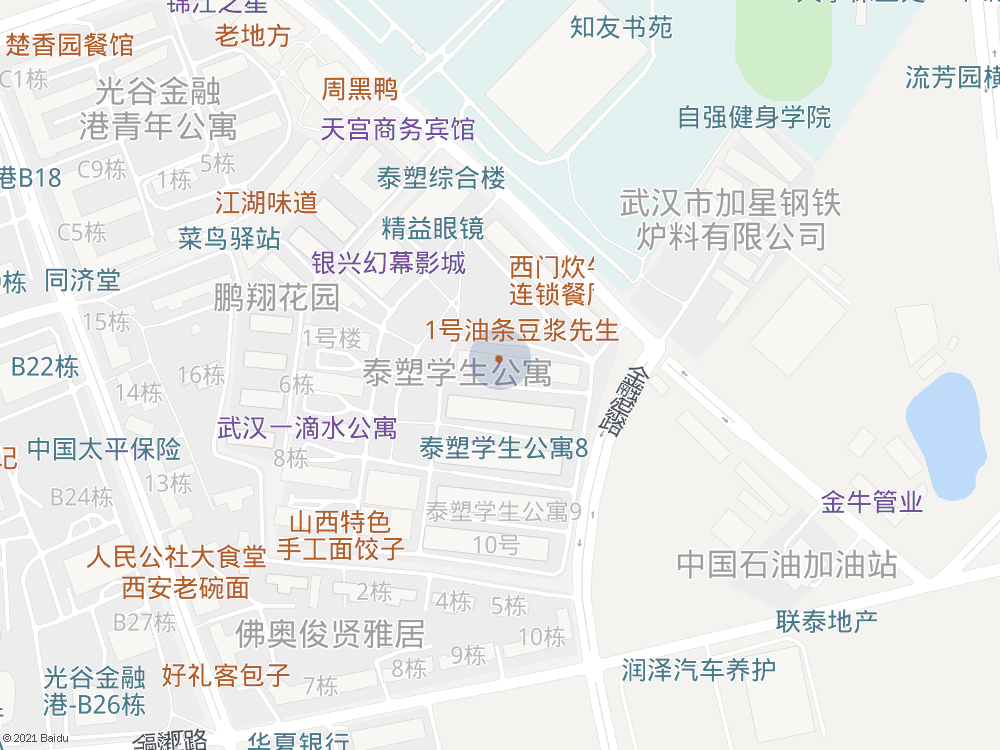 锦江之星
老地方
楚香园餐馆
C1栋
知友书苑
流芳园横
周黑鸭
光谷金融
港青年公寓
天宫商务宾馆
自强健身学院
C9栋
5栋
1栋
港B18
泰塑综合楼
武汉市加星钢铁
炉料有限公司
江湖味道
C5栋
菜鸟驿站
精益眼镜
银兴幻幕影城
西门炊
连锁餐厅
同济堂
栋
鹏翔花园
15栋
1号楼
1号油条豆浆先生
B22栋
16栋
6栋
泰塑学生公寓
14栋
武汉一滴水公寓
中国太平保险
记
8栋
泰塑学生公寓8
13栋
B24栋
泰塑学生公寓9
金牛管业
山西特色
手工面饺子
10号
人民公社大食堂
西安老碗面
中国石油加油站
2栋
4栋
5栋
B27栋
佛奥俊贤雅居
联泰地产
10栋
9栋
8栋
7栋
好礼客包子
光谷金融
港-B26栋
润泽汽车养护
华夏银行
© 2021 Baidu